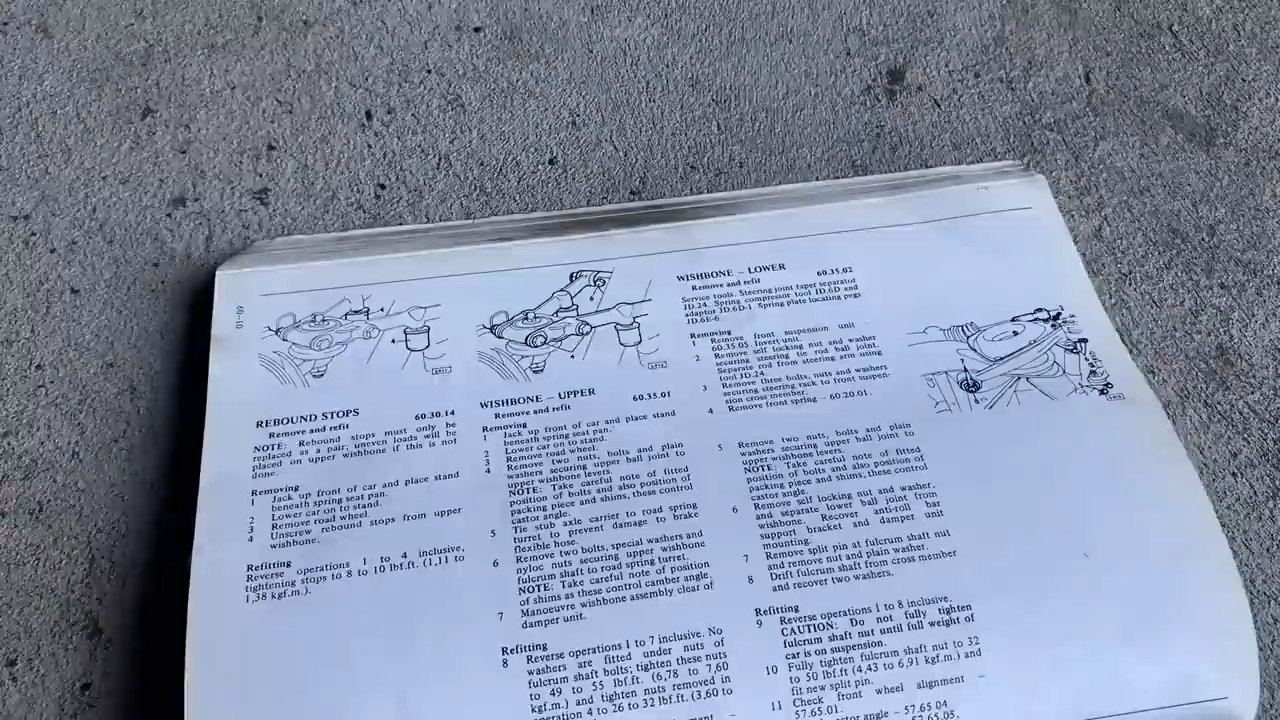 60–10
REBOUND STOPS 60.30.14
Remove and refit
NOTE: Rebound stops must only be
replaced as a pair; uneven loads will be
placed on upper wishbone if this is not
done.
Removing
1 Jack up front of car and place stand
beneath spring seat pan.
2 Lower car on to stand.
3 Remove road wheel.
4 Unscrew rebound stops from upper
wishbone.
Refitting
Reverse operations 1 to 4 inclusive,
tightening stops to 8 to 10 lbf.ft. (1,11 to
1,38 kgf.m.).
WISHBONE – UPPER 60.35.01
Remove and refit
Removing
1 Jack up front of car and place stand
beneath spring seat pan.
2 Lower car on to stand.
3 Remove road wheel.
4 Remove two nuts, bolts and plain
washers securing upper ball joint to
upper wishbone levers.
NOTE: Take careful note of fitted
position of bolts and also position of
packing piece and shims, these control
castor angle.
5 Tie stub axle carrier to road spring
turret to prevent damage to brake
flexible hose.
6 Remove two bolts, special washers and
nyloc nuts securing upper wishbone
fulcrum shaft to road spring turret.
NOTE: Take careful note of position
of shims as these control camber angle.
7 Manoeuvre wishbone assembly clear of
damper unit.
Refitting
8 Reverse operations 1 to 7 inclusive. No
washers are fitted under nuts of
fulcrum shaft bolts; tighten these nuts
to 49 to 55 lbf.ft. (6,78 to 7,60
kgf.m.) and tighten nuts removed in
operation 4 to 26 to 32 lbf.ft. (3,60 to
WISHBONE – LOWER 60.35.02
Remove and refit
Service tools. Steering joint taper separator
JD.24. Spring compressor tool JD.6D and
adaptor JD.6D-1. Spring plate locating pegs
JD.6E-6
Removing
1 Remove front suspension unit –
60.35.05. Invert unit.
2 Remove self locking nut and washer
securing steering tie rod ball joint.
Separate rod from steering arm using
tool JD.24.
3 Remove three bolts, nuts and washers
securing steering rack to front suspen-
sion cross member.
4 Remove front spring – 60.20.01.
5 Remove two nuts, bolts and plain
washers securing upper ball joint to
upper wishbone levers.
NOTE: Take careful note of fitted
position of bolts and also position of
packing piece and shims, these control
castor angle.
6 Remove self locking nut and washer,
and separate lower ball joint from
wishbone. Recover anti-roll bar
support bracket and damper unit
mounting.
7 Remove split pin at fulcrum shaft nut
and remove nut and plain washer.
8 Drift fulcrum shaft from cross member
and recover two washers.
Refitting
9 Reverse operations 1 to 8 inclusive.
CAUTION: Do not fully tighten
fulcrum shaft nut until full weight of
car is on suspension.
10 Fully tighten fulcrum shaft nut to 32
to 50 lbf.ft (4,43 to 6,91 kgf.m.) and
fit new split pin.
11 Check front wheel alignment –
57.65.01.
castor angle – 57.65.04
57.65.05.